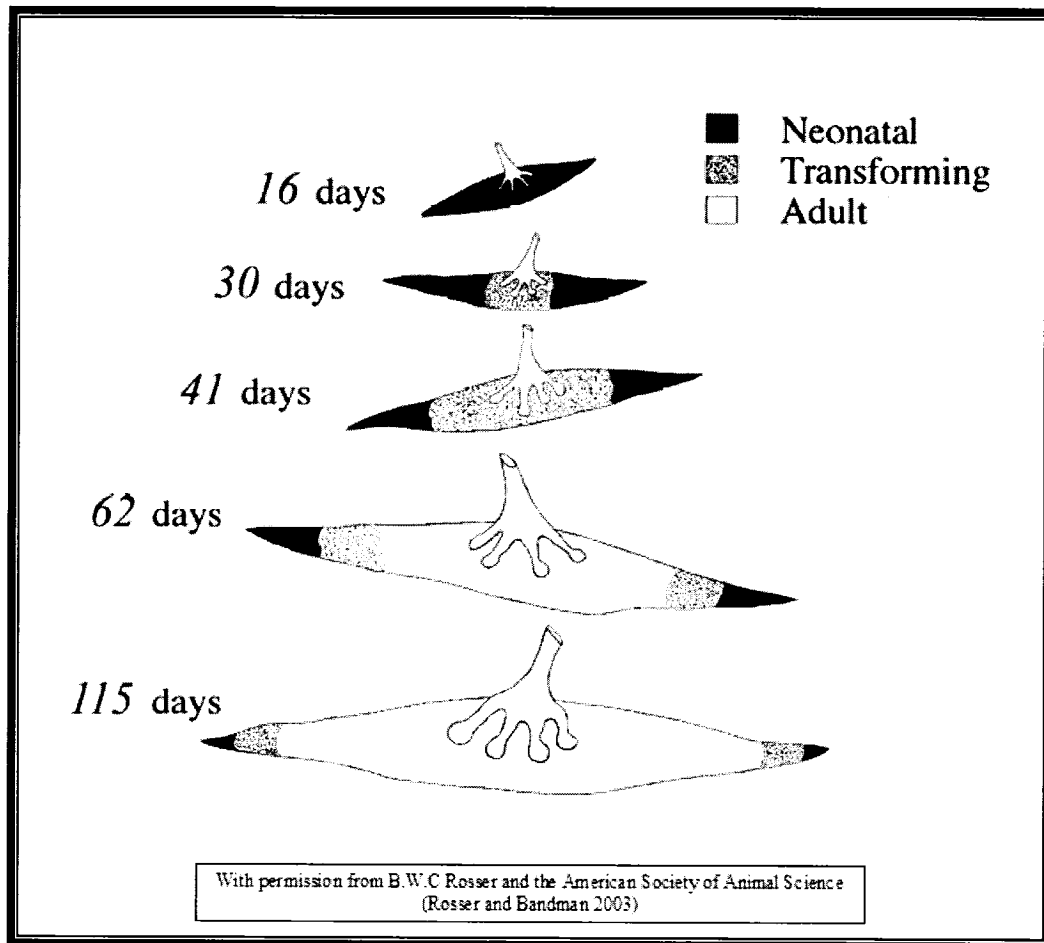 Neonatal
Transforming
Adult
16 days
30 days
41 days
62 days
115 days
With permission from B.W.C Rosser and the American Society of Animal Science
(Rosser and Bandman 2003)